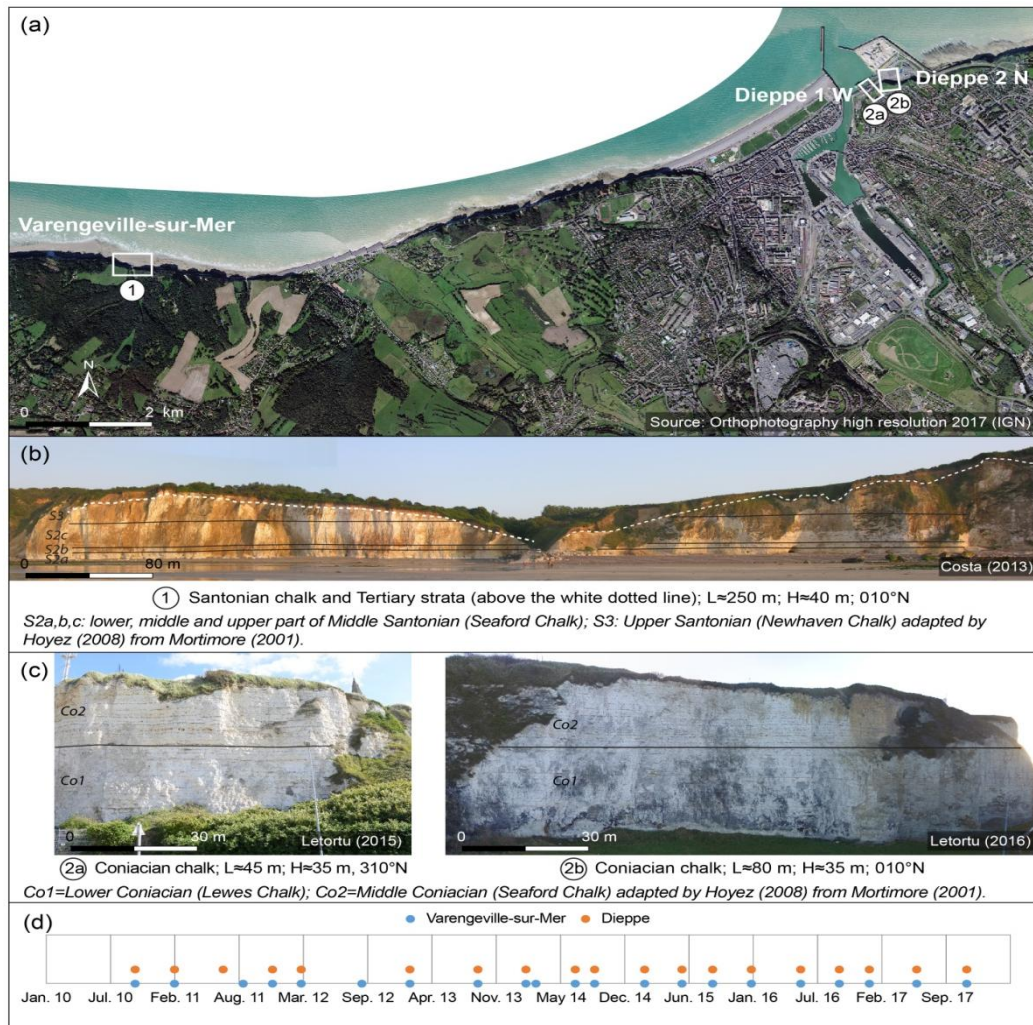 (a)
Dieppe 2 N
Dieppe 1 W
2a
2b
Varengeville-sur-Mer
1
N
0 2 km
Source: Orthophotography high resolution 2017 (IGN)
(b)
S3
S2c
S2b
S2a
0 80 m
Costa (2013)
1 Santonian chalk and Tertiary strata (above the white dotted line); L≈250 m; H≈40 m; 010°N
S2a,b,c: lower, middle and upper part of Middle Santonian (Seaford Chalk); S3: Upper Santonian (Newhaven Chalk) adapted by
Hoyez (2008) from Mortimore (2001).
(c)
Co2
Co1
0 30 m
Letortu (2015)
Co2
Co1
0 30 m
Letortu (2016)
2a Coniacian chalk; L≈45 m; H≈35 m, 310°N
2b Coniacian chalk; L≈80 m; H≈35 m; 010°N
Co1=Lower Coniacian (Lewes Chalk); Co2=Middle Coniacian (Seaford Chalk) adapted by Hoyez (2008) from Mortimore (2001).
(d)
Varengeville-sur-Mer Dieppe
Jan. 10 Jul. 10 Feb. 11 Aug. 11 Mar. 12 Sep. 12 Apr. 13 Nov. 13 May 14 Dec. 14 Jun. 15 Jan. 16 Jul. 16 Feb. 17 Sep. 17